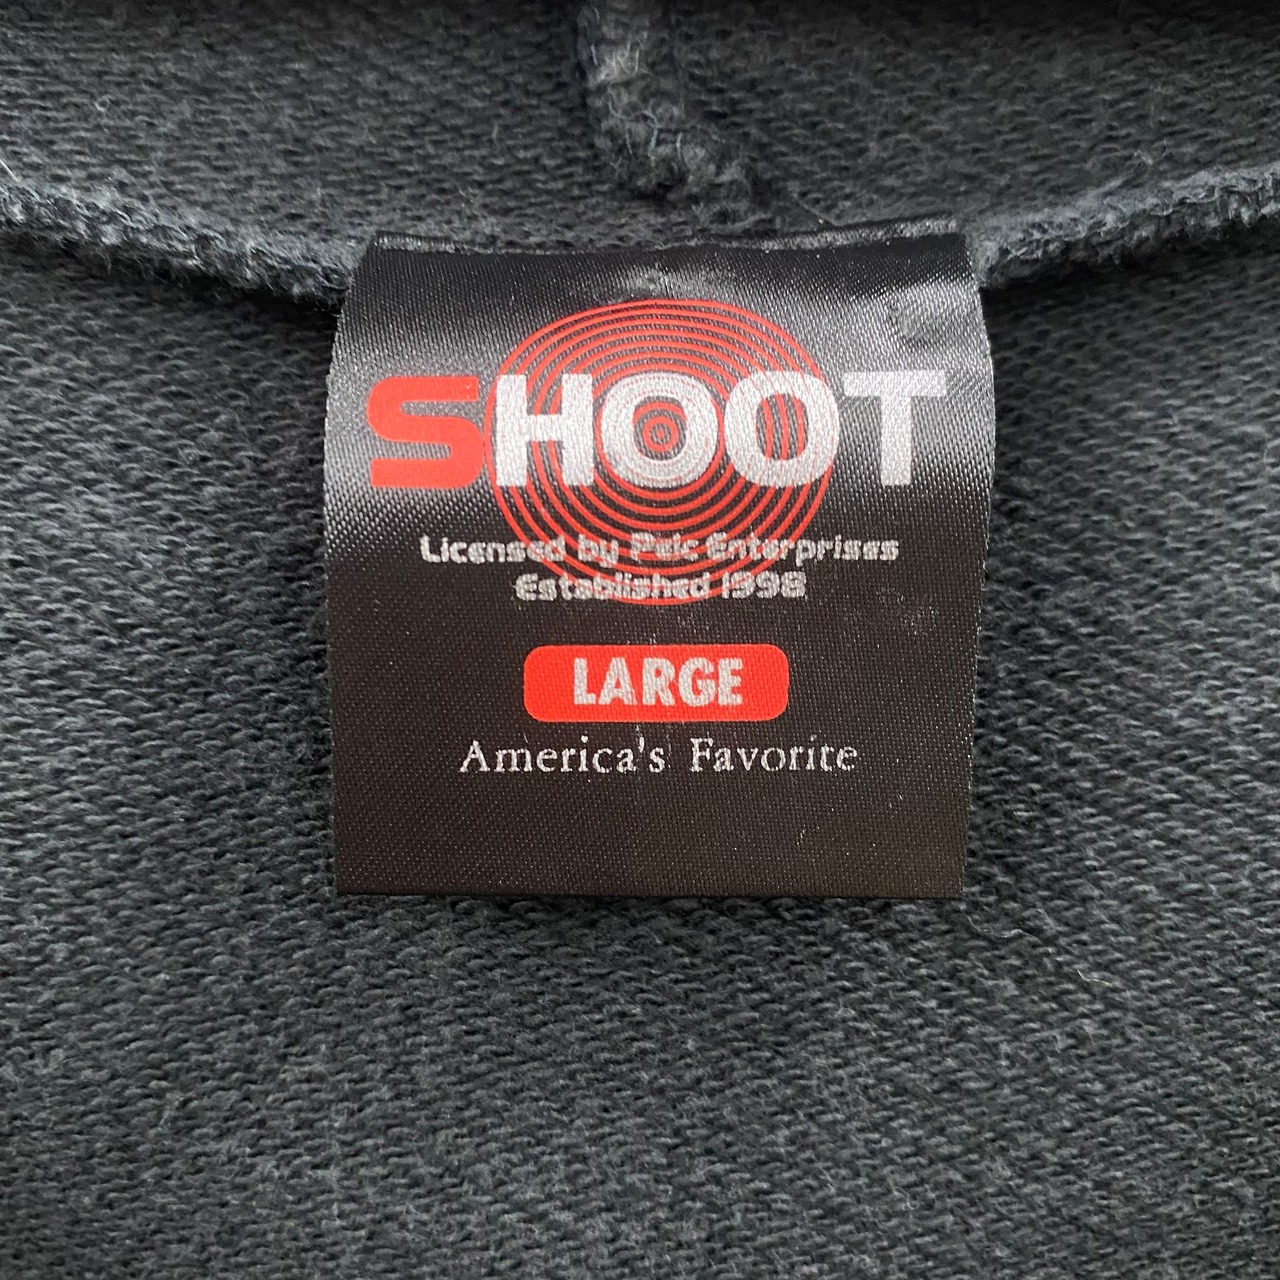 SHOOT
Licensed by Pelc Enterprises
Established 1998
LARGE
America's Favorite